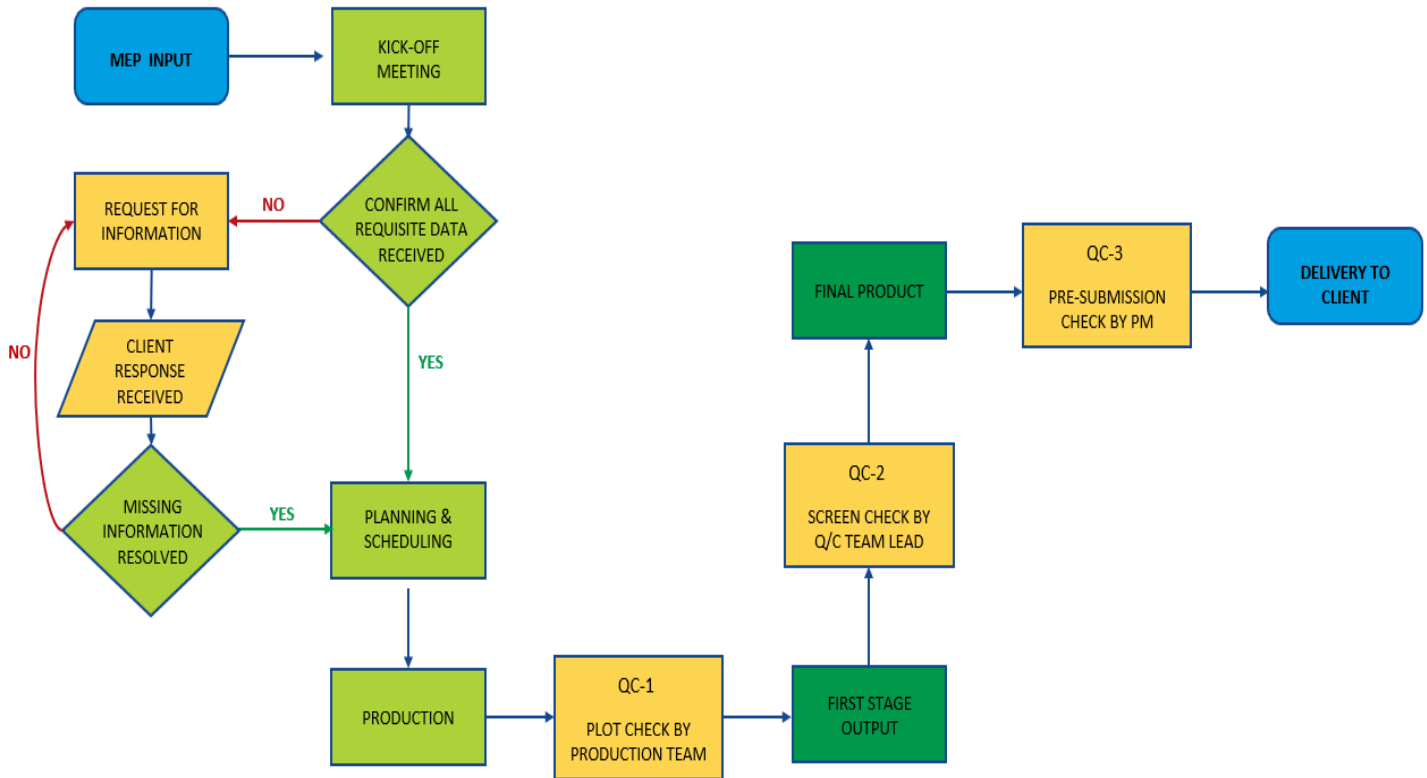 MEP INPUT
KICK-OFF
MEETING
CONFIRM ALL
REQUISITE DATA
RECEIVED
NO
REQUEST FOR
INFORMATION
CLIENT
RESPONSE
RECEIVED
NO
MISSING
INFORMATION
RESOLVED
YES
YES
PLANNING &
SCHEDULING
PRODUCTION
QC-1
PLOT CHECK BY
PRODUCTION TEAM
FIRST STAGE
OUTPUT
QC-2
SCREEN CHECK BY
Q/C TEAM LEAD
FINAL PRODUCT
QC-3
PRE-SUBMISSION
CHECK BY PM
DELIVERY TO
CLIENT